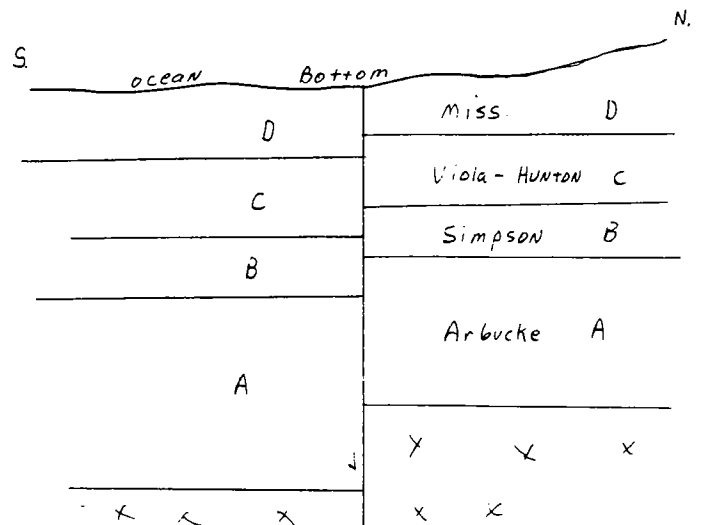 N.
S.
ocean Bottom
Miss. D
D
Viola - HUNTON C
C
Simpson B
B
Arbucke A
A
x x x
x x x x x